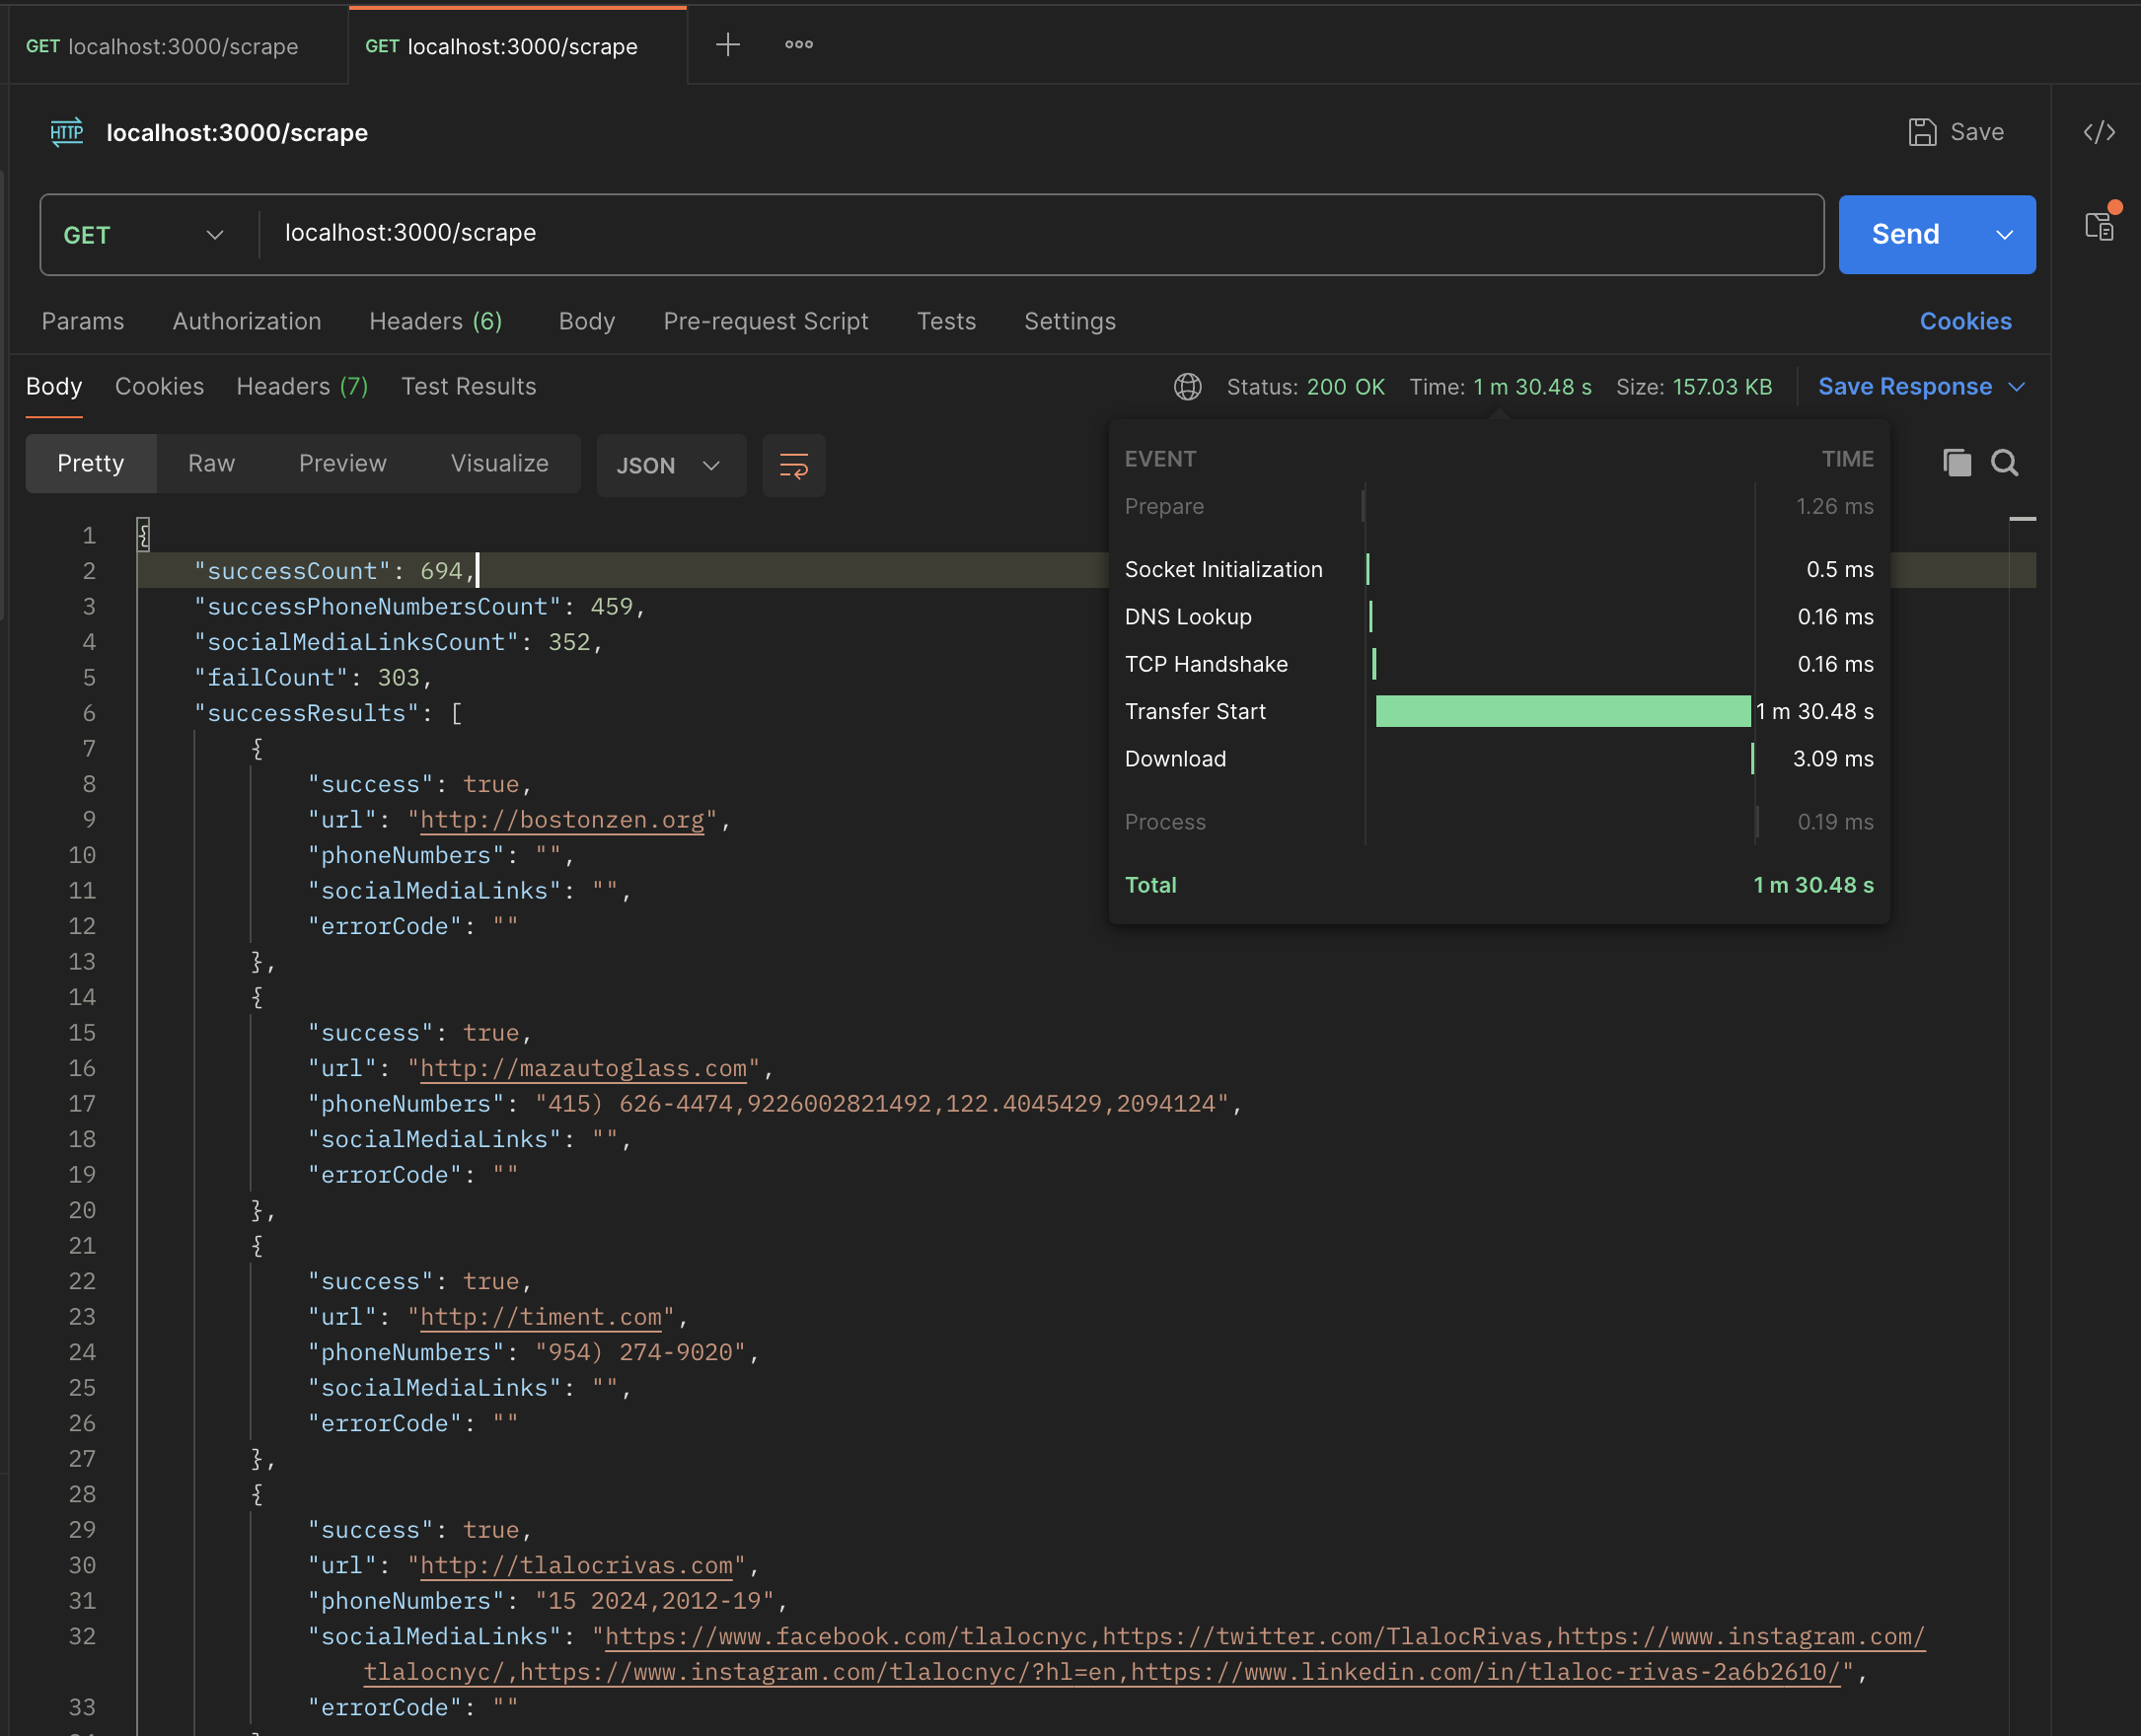 GET localhost:3000/scrape GET localhost:3000/scrape
HTTP localhost:3000/scrape Save
GET localhost:3000/scrape Send
Params Authorization Headers (6) Body Pre-request Script Tests Settings Cookies
Body Cookies Headers (7) Test Results Status: 200 OK Time: 1 m 30.48 s Size: 157.03 KB Save Response
Pretty Raw Preview Visualize JSON
EVENT TIME
Prepare 1.26 ms
Socket Initialization 0.5 ms
DNS Lookup 0.16 ms
TCP Handshake 0.16 ms
Transfer Start 1 m 30.48 s
Download 3.09 ms
Process 0.19 ms
Total 1 m 30.48 s
1 {
2 "successCount": 694,
3 "successPhoneNumbersCount": 459,
4 "socialMediaLinksCount": 352,
5 "failCount": 303,
6 "successResults": [
7 {
8 "success": true,
9 "url": "http://bostonzen.org",
10 "phoneNumbers": "",
11 "socialMediaLinks": "",
12 "errorCode": ""
13 },
14 {
15 "success": true,
16 "url": "http://mazautoglass.com",
17 "phoneNumbers": "415) 626-4474,9226002821492,122.4045429,2094124",
18 "socialMediaLinks": "",
19 "errorCode": ""
20 },
21 {
22 "success": true,
23 "url": "http://timent.com",
24 "phoneNumbers": "954) 274-9020",
25 "socialMediaLinks": "",
26 "errorCode": ""
27 },
28 {
29 "success": true,
30 "url": "http://tlalocrivas.com",
31 "phoneNumbers": "15 2024,2012-19",
32 "socialMediaLinks": "https://www.facebook.com/tlalocnyc,https://twitter.com/TlalocRivas,https://www.instagram.com/
tlalocnyc/,https://www.instagram.com/tlalocnyc/?hl=en,https://www.linkedin.com/in/tlaloc-rivas-2a6b2610/",
33 "errorCode": ""